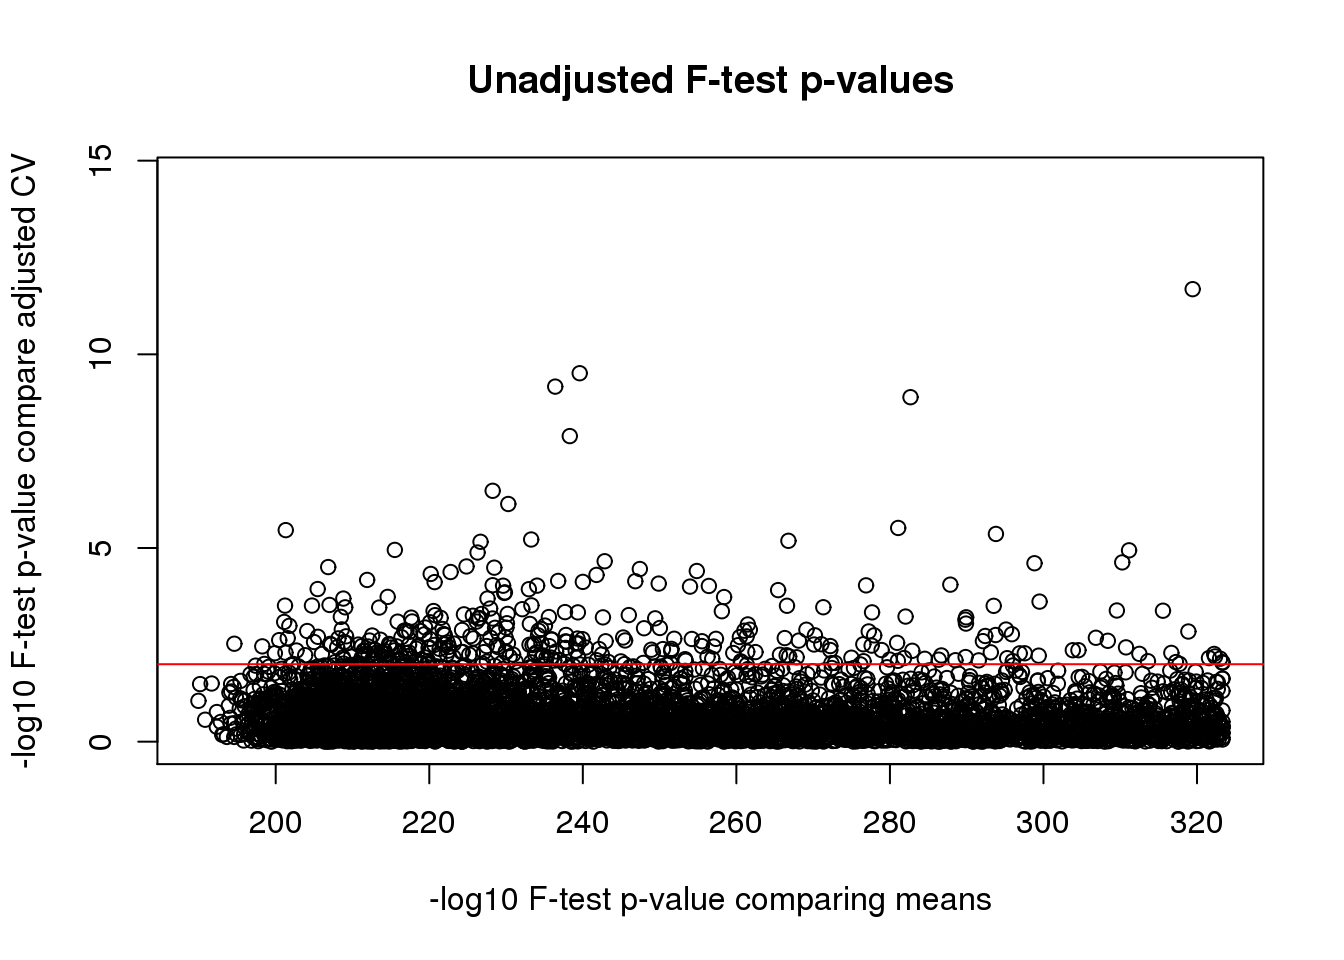 Unadjusted F-test p-values
-log10 F-test p-value compare adjusted CV
15
10
5
0
200 220 240 260 280 300 320
-log10 F-test p-value comparing means